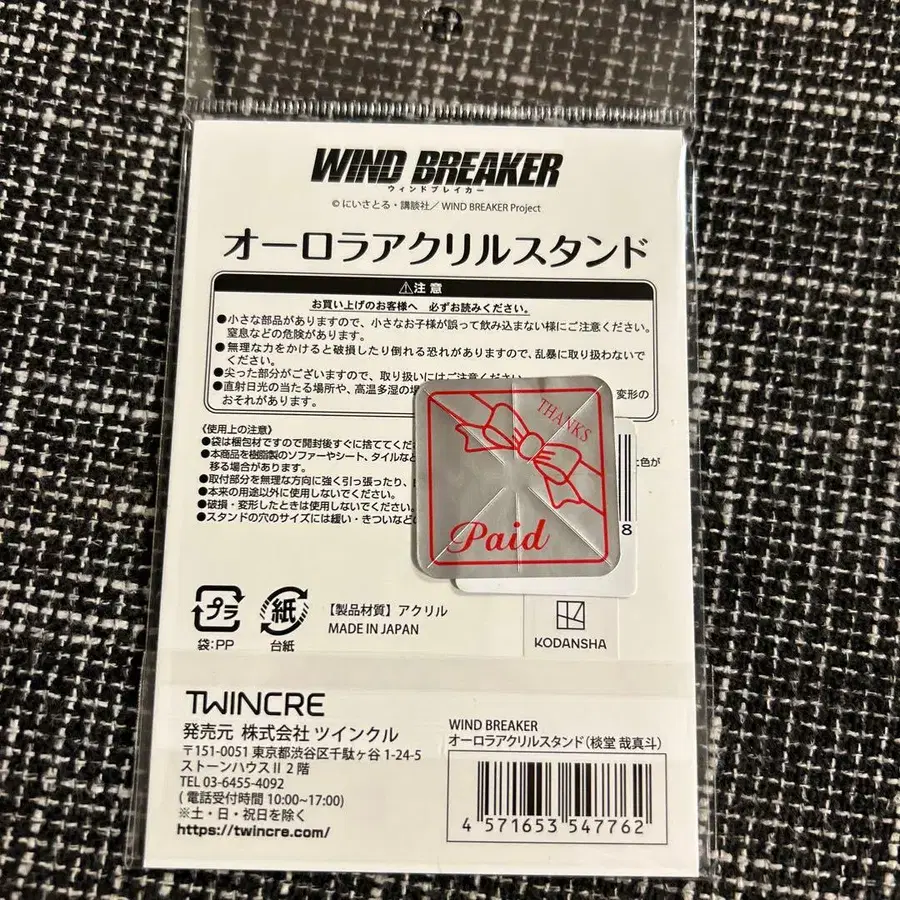 WIND BREAKER
ウィンドブレイカー
© にいさとる・講談社／ WIND BREAKER Project
オーロラアクリルスタンド
⚠注 意
お買い上げのお客様へ 必ずお読みください。
●小さな部品がありますので、小さなお子様が誤って飲み込まない様にご注意ください。
窒息などの危険があります。
●無理な力をかけると破損したり倒れる恐れがありますので、乱暴に取り扱わないで
ください。
●尖った部分がございますので、取り扱いにはご注意ください。
●直射日光の当たる場所や、高温多湿の場 変形の
おそれがあります。
THANKS
Paid
《使用上の注意》
●袋は梱包材ですので開封後すぐに捨ててくだ
●本商品を樹脂製のソファーやシート、タイルなど と色が
移る場合があります。
●取付部分を無理な方向に強く引っ張ったり、
●本来の用途以外に使用しないでください。
●破損・変形したときは使用しないでください。
●スタンドの穴のサイズには緩い・きついなど
8
プラ
袋:PP
紙
台紙
【製品材質】アクリル
MADE IN JAPAN
KODANSHA
TWINCRE
発売元 株式会社 ツインクル
〒151-0051 東京都渋谷区千駄ヶ谷 1-24-5
ストーンハウスⅡ 2 階
TEL 03-6455-4092
( 電話受付時間 10:00~17:00)
※土・日・祝日を除く
https://twincre.com/
WIND BREAKER
オーロラアクリルスタンド（椟堂 哉真斗）
4 571653 547762